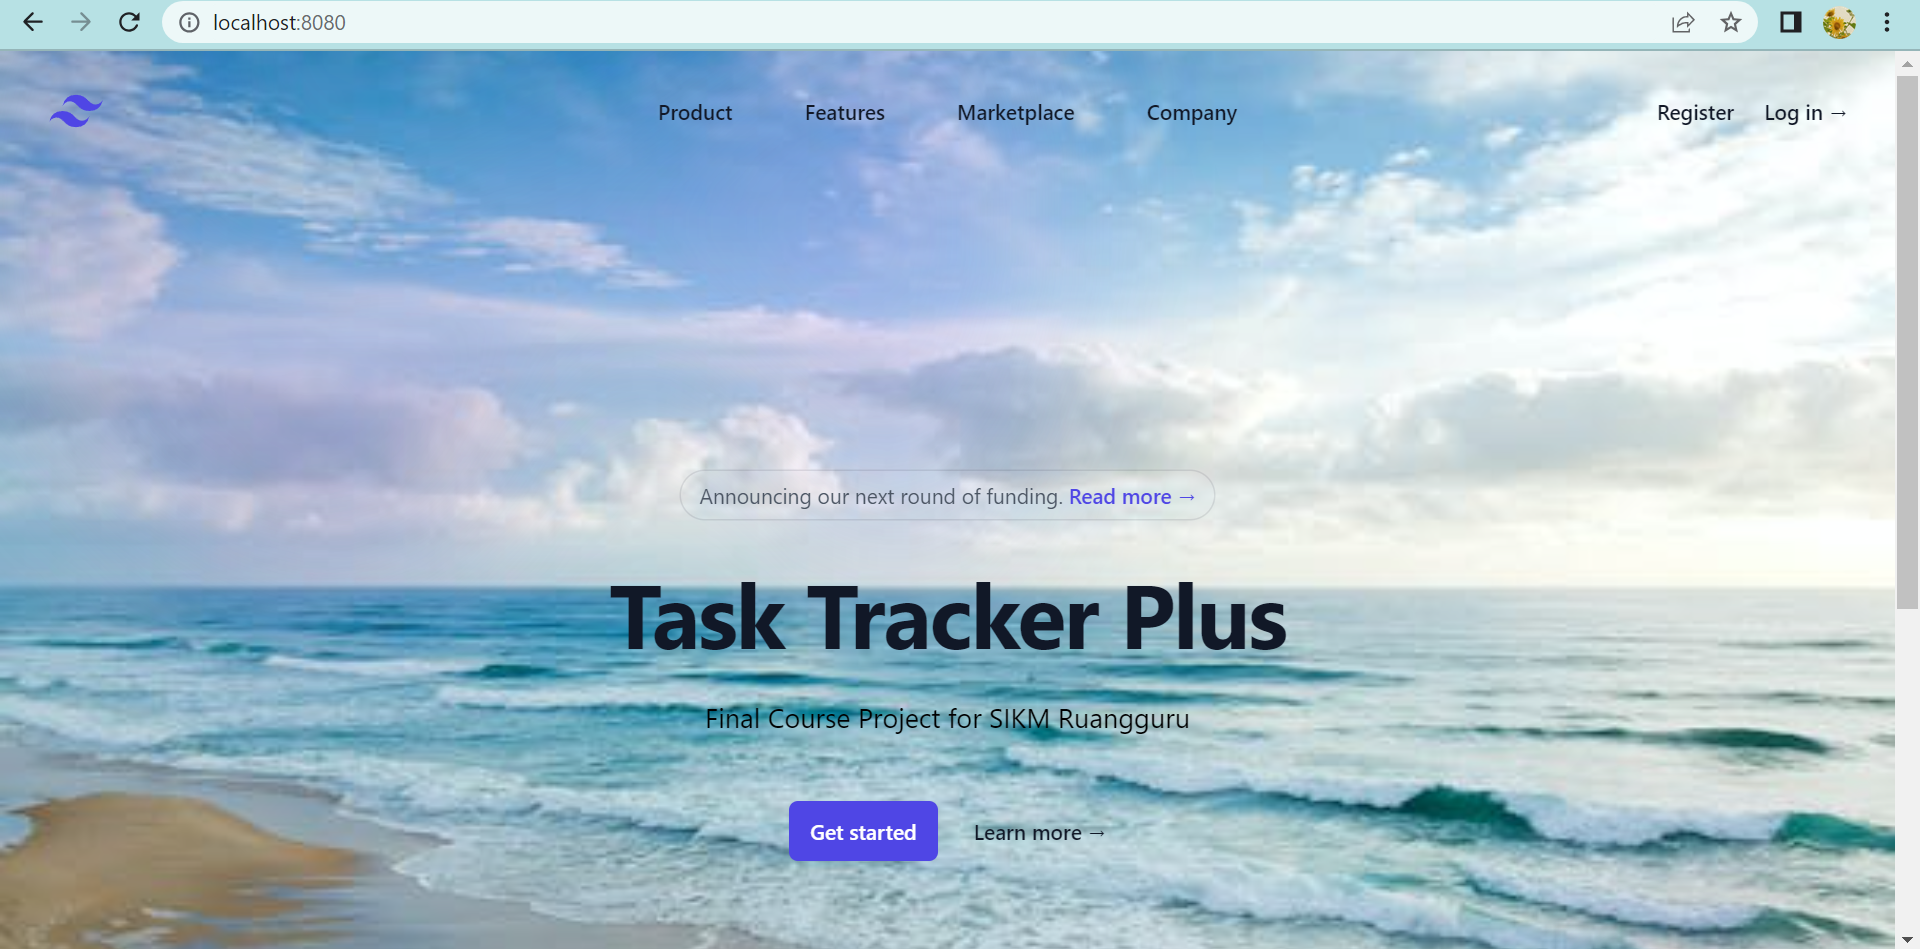 localhost:8080
Product Features Marketplace Company Register Log in →
Announcing our next round of funding. Read more →
Task Tracker Plus
Final Course Project for SIKM Ruangguru
Get started Learn more →